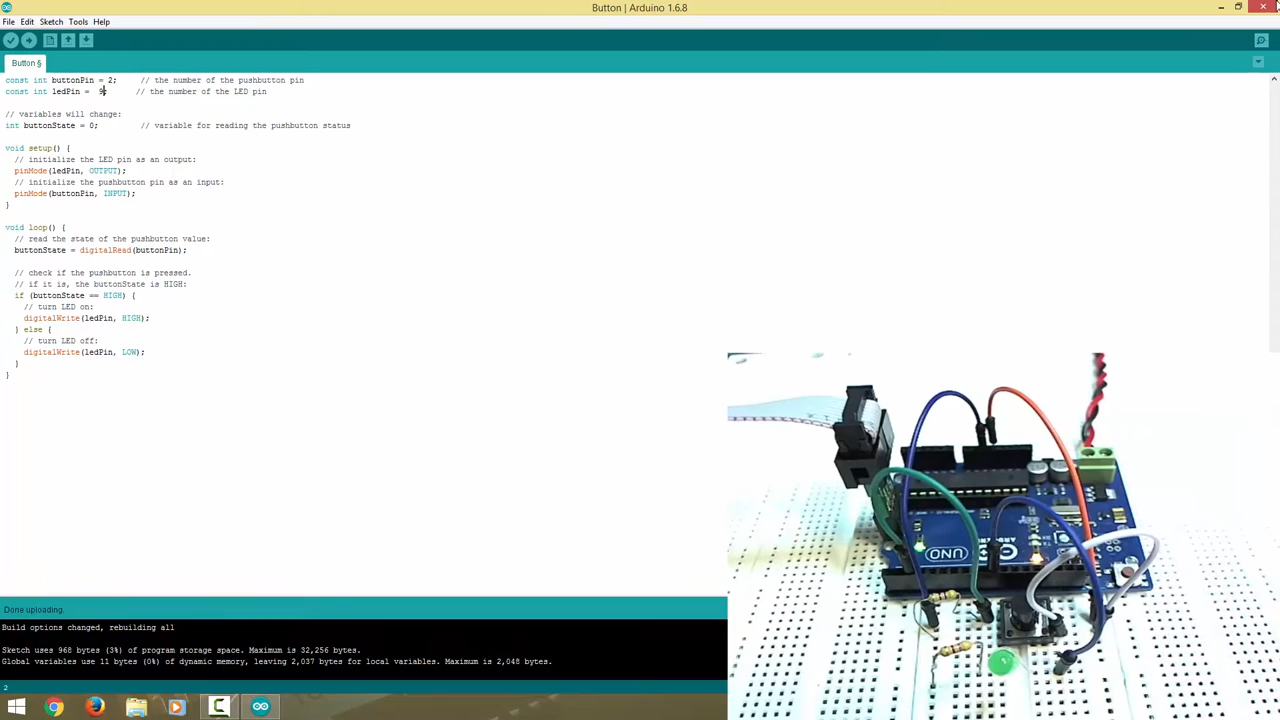 Button | Arduino 1.6.8
File Edit Sketch Tools Help
Button §
const int buttonPin = 2;     // the number of the pushbutton pin
const int ledPin =  9;      // the number of the LED pin
// variables will change:
int buttonState = 0;         // variable for reading the pushbutton status
void setup() {
  // initialize the LED pin as an output:
  pinMode(ledPin, OUTPUT);
  // initialize the pushbutton pin as an input:
  pinMode(buttonPin, INPUT);
}
void loop() {
  // read the state of the pushbutton value:
  buttonState = digitalRead(buttonPin);
  // check if the pushbutton is pressed.
  // if it is, the buttonState is HIGH:
  if (buttonState == HIGH) {
    // turn LED on:
    digitalWrite(ledPin, HIGH);
  } else {
    // turn LED off:
    digitalWrite(ledPin, LOW);
  }
}
UNO
Done uploading.
Build options changed, rebuilding all
Sketch uses 968 bytes (3%) of program storage space. Maximum is 32,256 bytes.
Global variables use 11 bytes (0%) of dynamic memory, leaving 2,037 bytes for local variables. Maximum is 2,048 bytes.
2